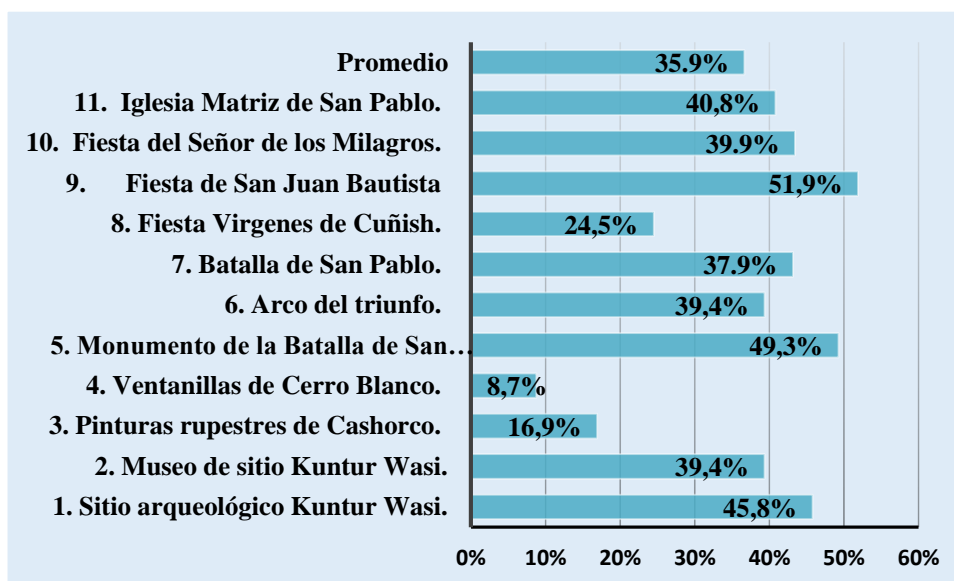 Promedio 35.9%
11. Iglesia Matriz de San Pablo. 40,8%
10. Fiesta del Señor de los Milagros. 39.9%
9. Fiesta de San Juan Bautista 51,9%
8. Fiesta Virgenes de Cuñish. 24,5%
7. Batalla de San Pablo. 37.9%
6. Arco del triunfo. 39,4%
5. Monumento de la Batalla de San… 49,3%
4. Ventanillas de Cerro Blanco. 8,7%
3. Pinturas rupestres de Cashorco. 16,9%
2. Museo de sitio Kuntur Wasi. 39,4%
1. Sitio arqueológico Kuntur Wasi. 45,8%
0% 10% 20% 30% 40% 50% 60%